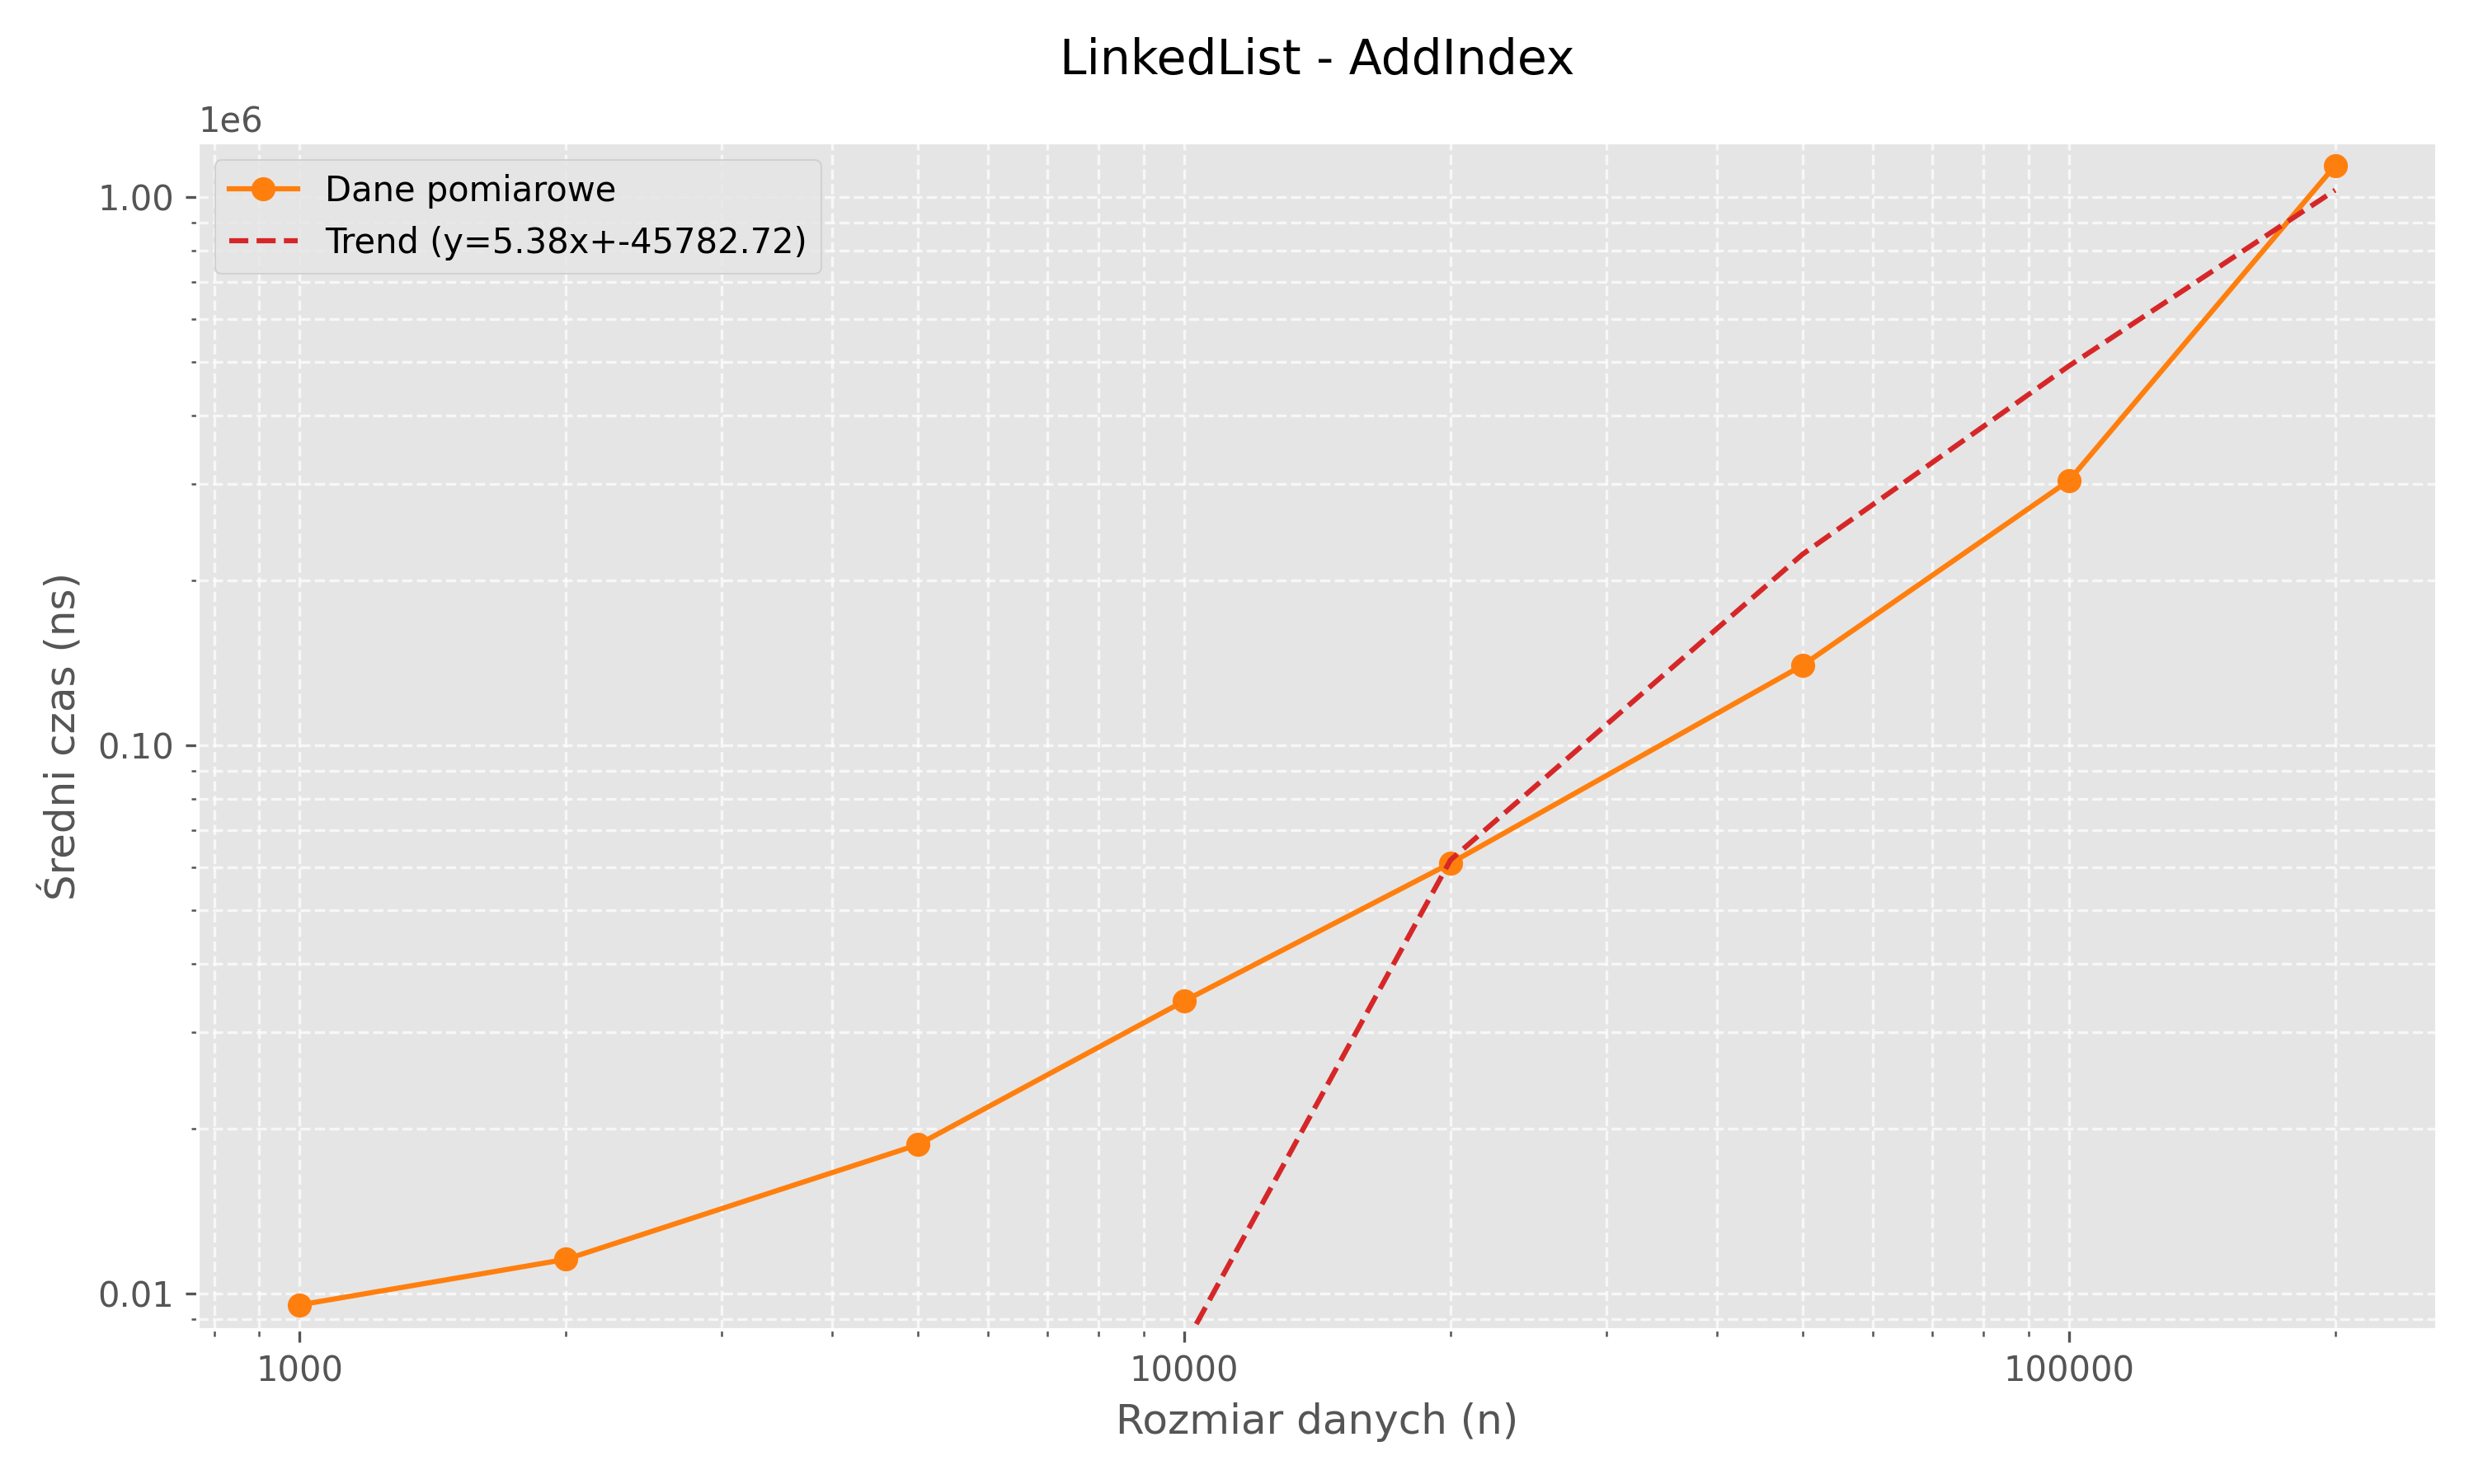 LinkedList - AddIndex
1e6
Dane pomiarowe
Trend (y=5.38x+-45782.72)
1.00
0.10
0.01
Średni czas (ns)
1000
10000
100000
Rozmiar danych (n)